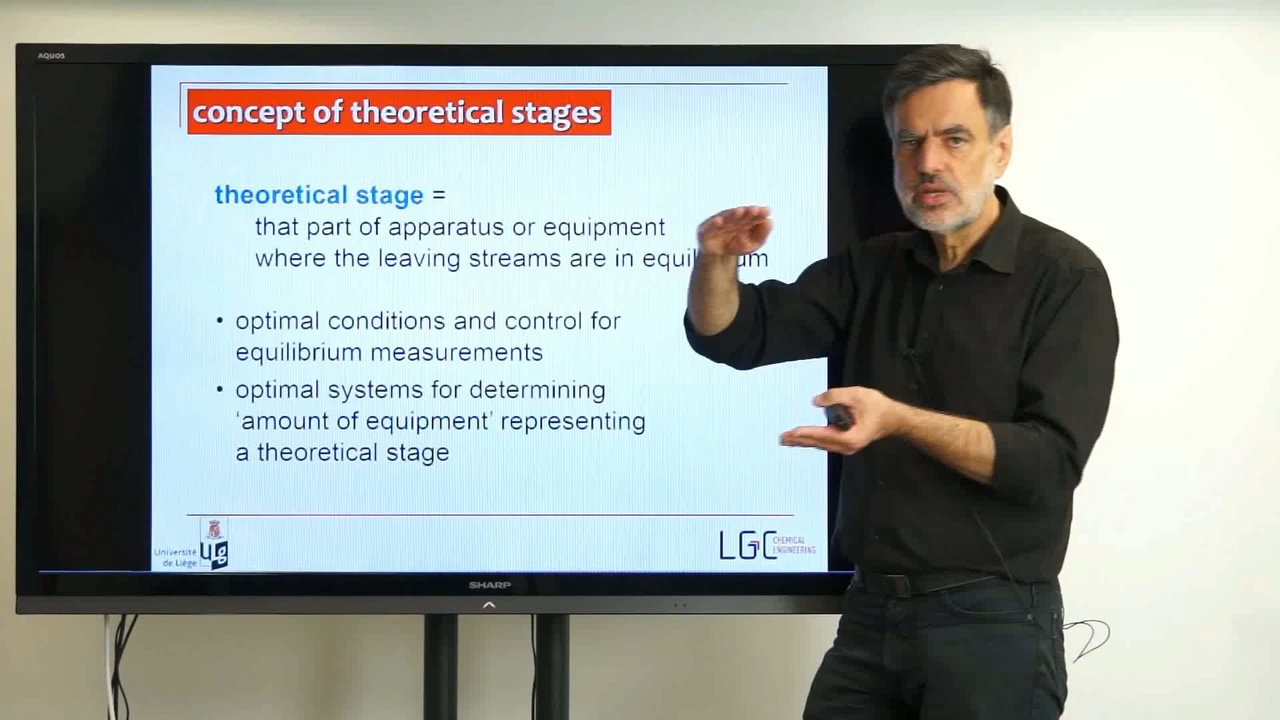 AQUOS
concept of theoretical stages
theoretical stage =
that part of apparatus or equipment
where the leaving streams are in equil um
• optimal conditions and control for
equilibrium measurements
• optimal systems for determining
‘amount of equipment’ representing
a theoretical stage
Université
de Liège
ULg
LGC
CHEMICAL
ENGINEERING
SHARP